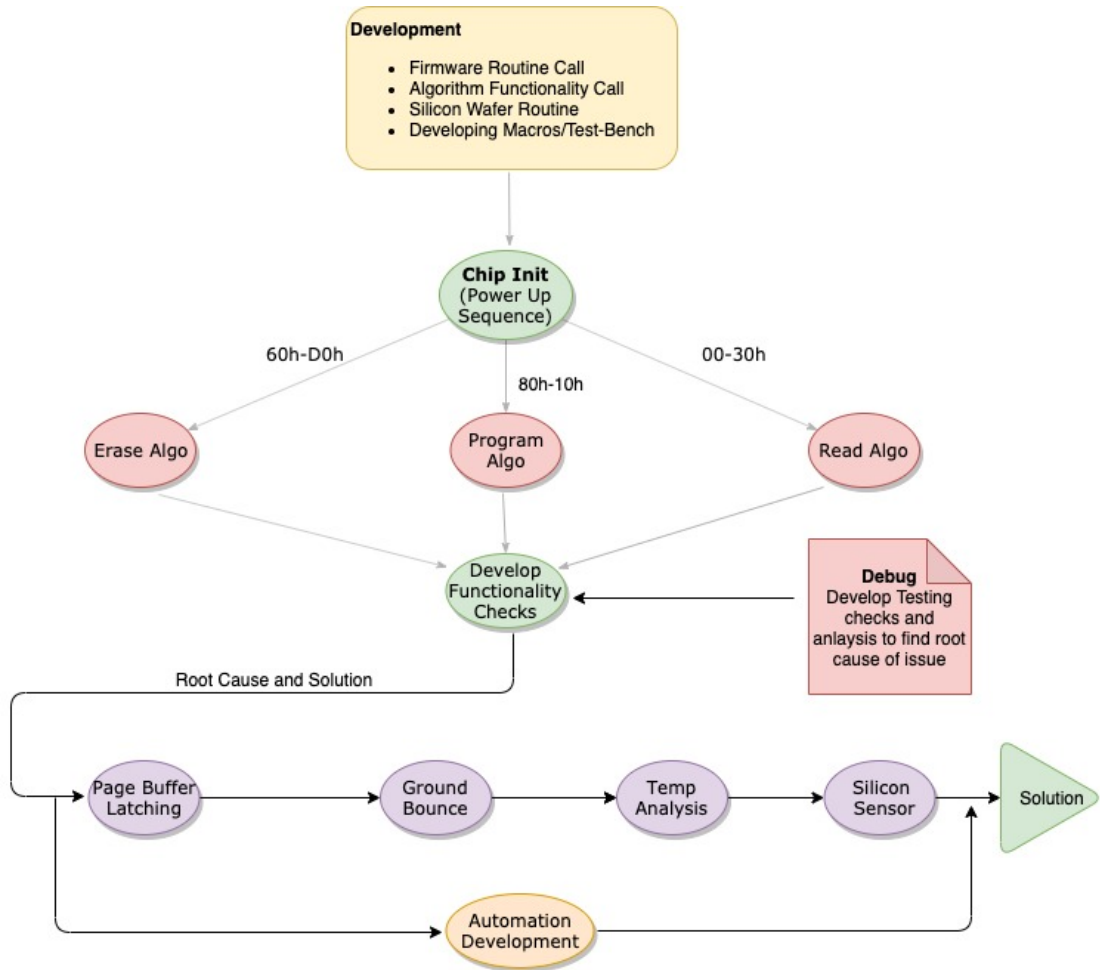 Development
• Firmware Routine Call
• Algorithm Functionality Call
• Silicon Wafer Routine
• Developing Macros/Test-Bench
Chip Init
(Power Up
Sequence)
60h-D0h
80h-10h
00-30h
Erase Algo
Program
Algo
Read Algo
Develop
Functionality
Checks
Debug
Develop Testing
checks and
anlaysis to find root
cause of issue
Root Cause and Solution
Page Buffer
Latching
Ground
Bounce
Temp
Analysis
Silicon
Sensor
Solution
Automation
Development